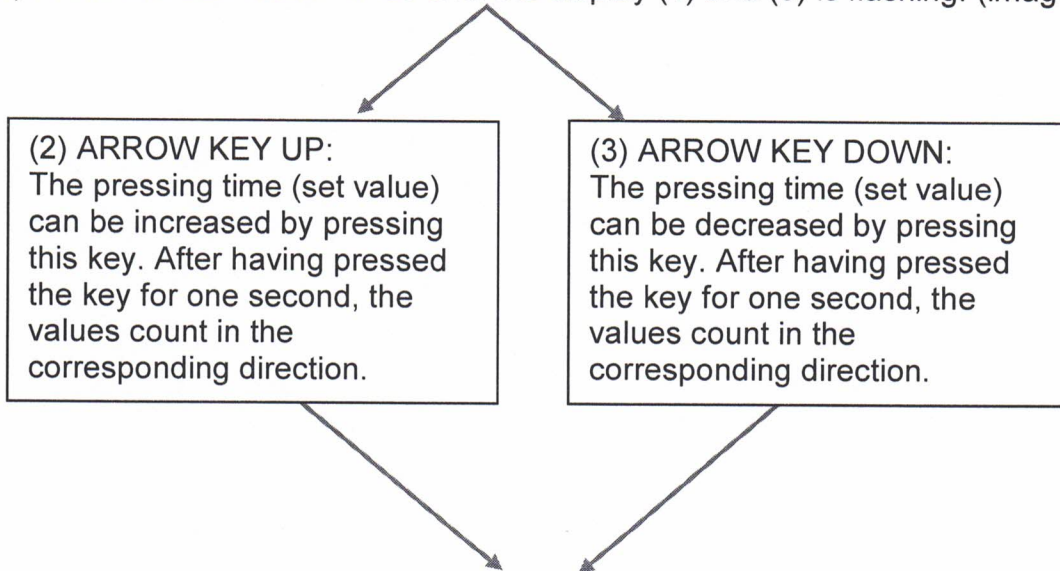 (2) ARROW KEY UP:
The pressing time (set value)
can be increased by pressing
this key. After having pressed
the key for one second, the
values count in the
corresponding direction.
(3) ARROW KEY DOWN:
The pressing time (set value)
can be decreased by pressing
this key. After having pressed
the key for one second, the
values count in the
corresponding direction.